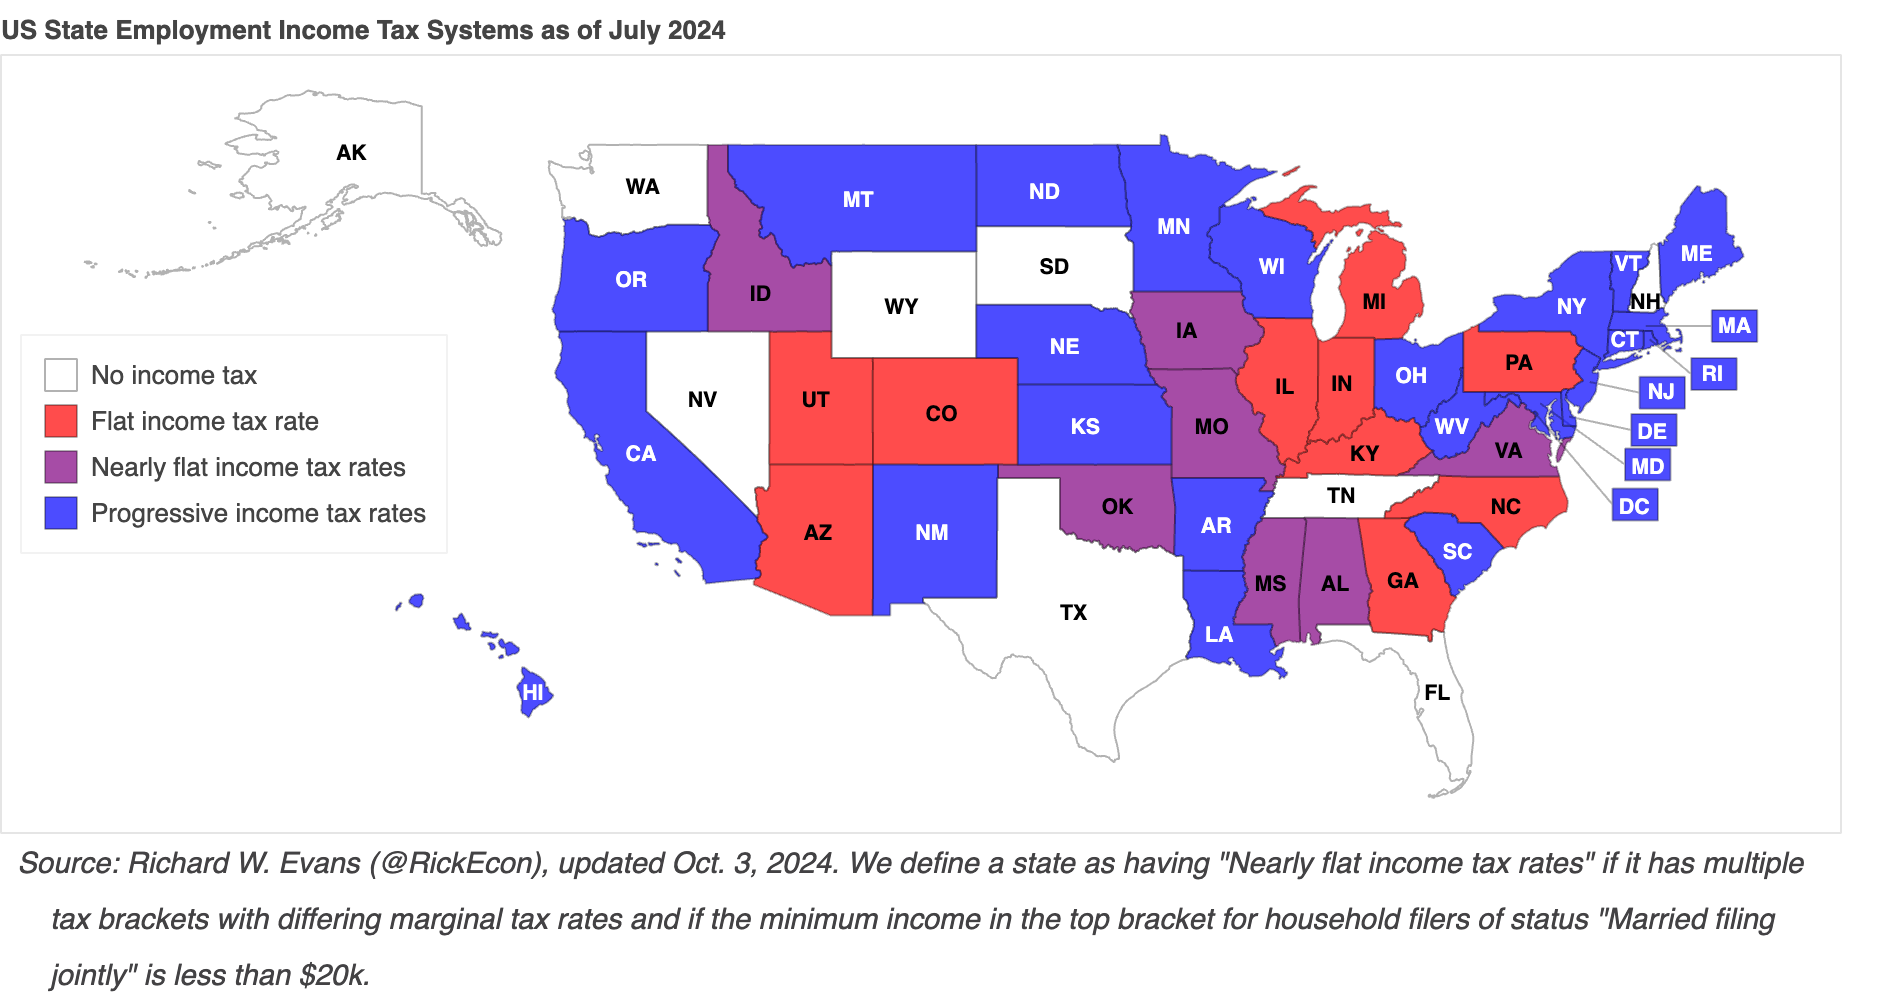 US State Employment Income Tax Systems as of July 2024
AK
WA
MT
ND
MN
ME
VT
OR
ID
SD
WI
WY
MI
NH
NY
MA
IA
NE
CT
No income tax
PA
RI
OH
IL
IN
NJ
NV
UT
CO
Flat income tax rate
KS
MO
WV
DE
CA
KY
VA
MD
Nearly flat income tax rates
TN
OK
NC
DC
Progressive income tax rates
AZ
NM
AR
SC
MS
AL
GA
TX
LA
HI
FL
Source: Richard W. Evans (@RickEcon), updated Oct. 3, 2024. We define a state as having "Nearly flat income tax rates" if it has multiple
tax brackets with differing marginal tax rates and if the minimum income in the top bracket for household filers of status "Married filing
jointly" is less than $20k.